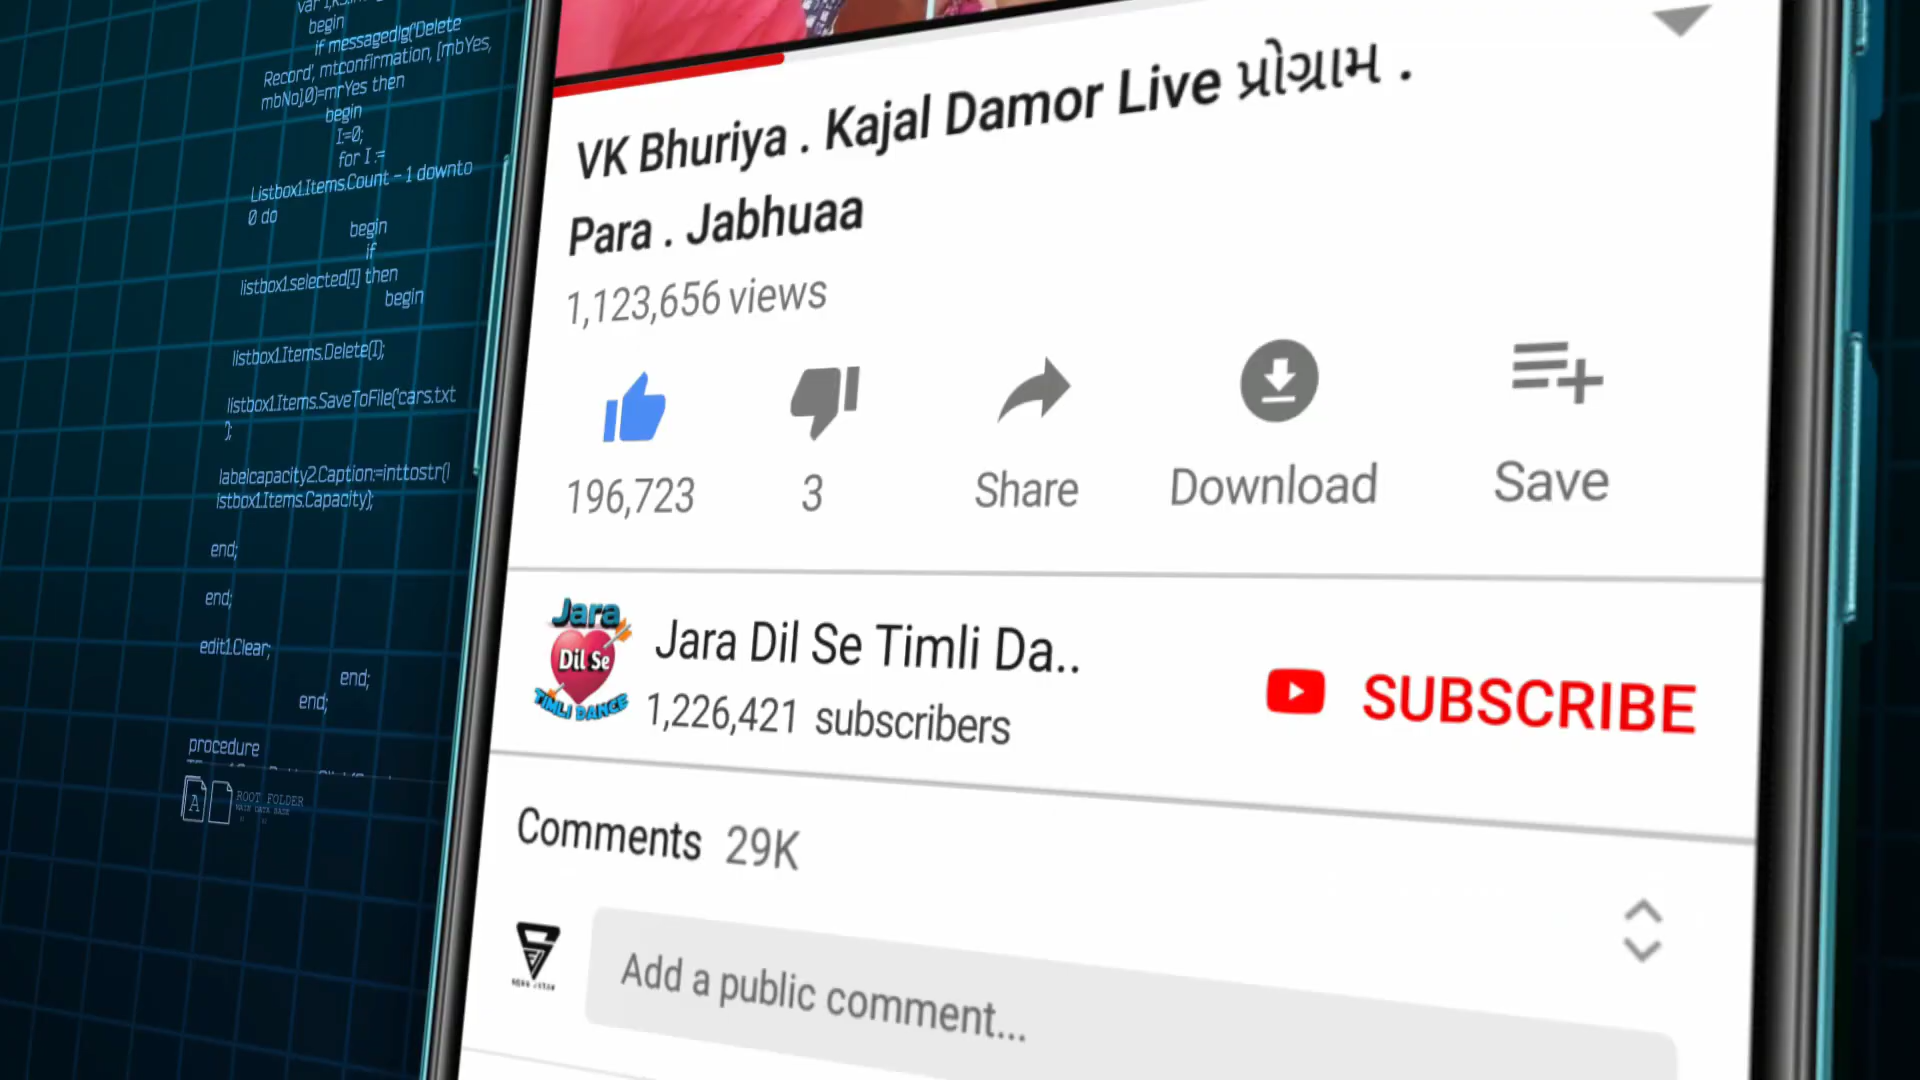 begin
if messagedlg('Delete
Record', mtconfirmation, [mbYes,
mbNo],0)=mrYes then
begin
I:=0;
for I :=
Listbox1.Items.Count - 1 downto
0 do
begin
if
listbox1.selected[I] then
begin
listbox1.Items.Delete(I);
listbox1.Items.SaveToFile('cars.txt
');
labelcapacity2.Caption:=inttostr(l
istbox1.Items.Capacity);
end;
end;
edit1.Clear;
end;
end;
procedure
A
ROOT FOLDER
VK Bhuriya . Kajal Damor Live પ્રોગ્રામ .
Para . Jabhuaa
1,123,656 views
196,723
3
Share
Download
Save
Jara
Dil Se
TIMLI DANCE
Jara Dil Se Timli Da..
1,226,421 subscribers
SUBSCRIBE
Comments 29K
Add a public comment...